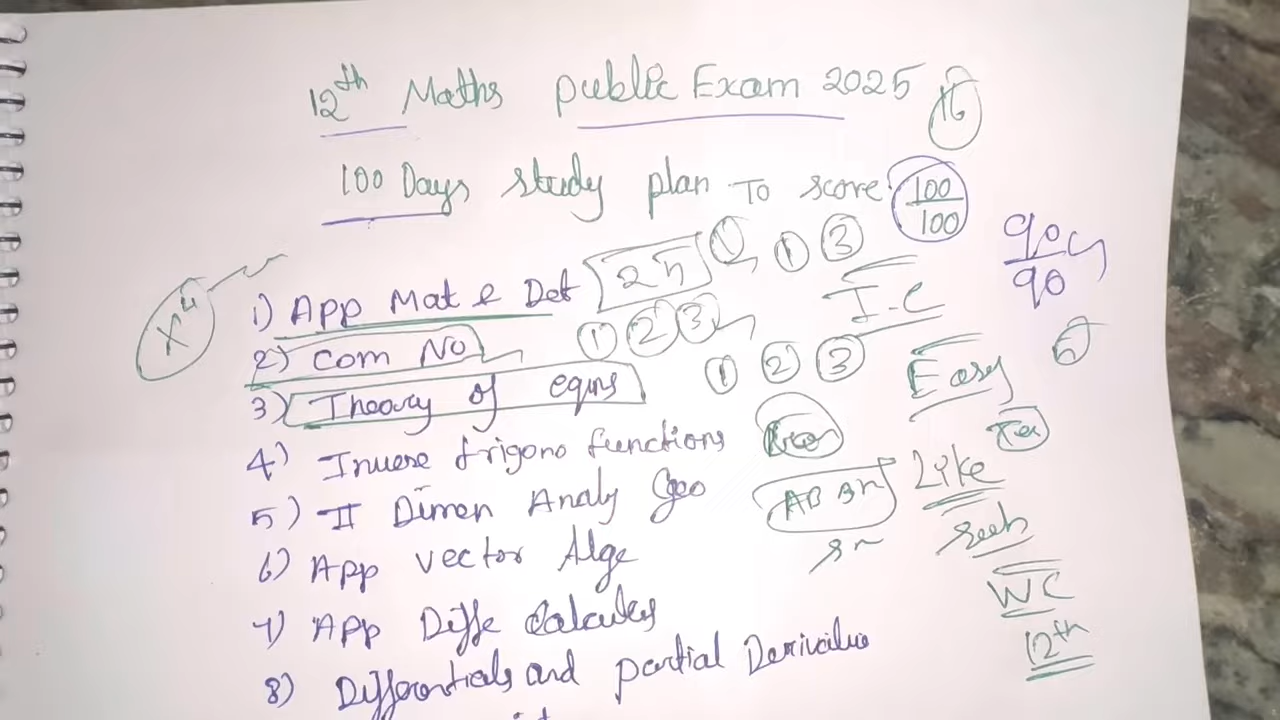 12th Maths public Exam 2025 16
100 Days study plan To score 100/100
90/90
1) App Mat & Det 2 1 1 3
x4 I.C
2) Com No 1 2 3
3) Theory of eqns 1 2 3 Easy 5
4) Inverse trigono functions
5) II Dimen Analy Geo Like
6) App vector Alge
WC
7) App Diffe Calculus
12th
8) Differentials and partial Derivative